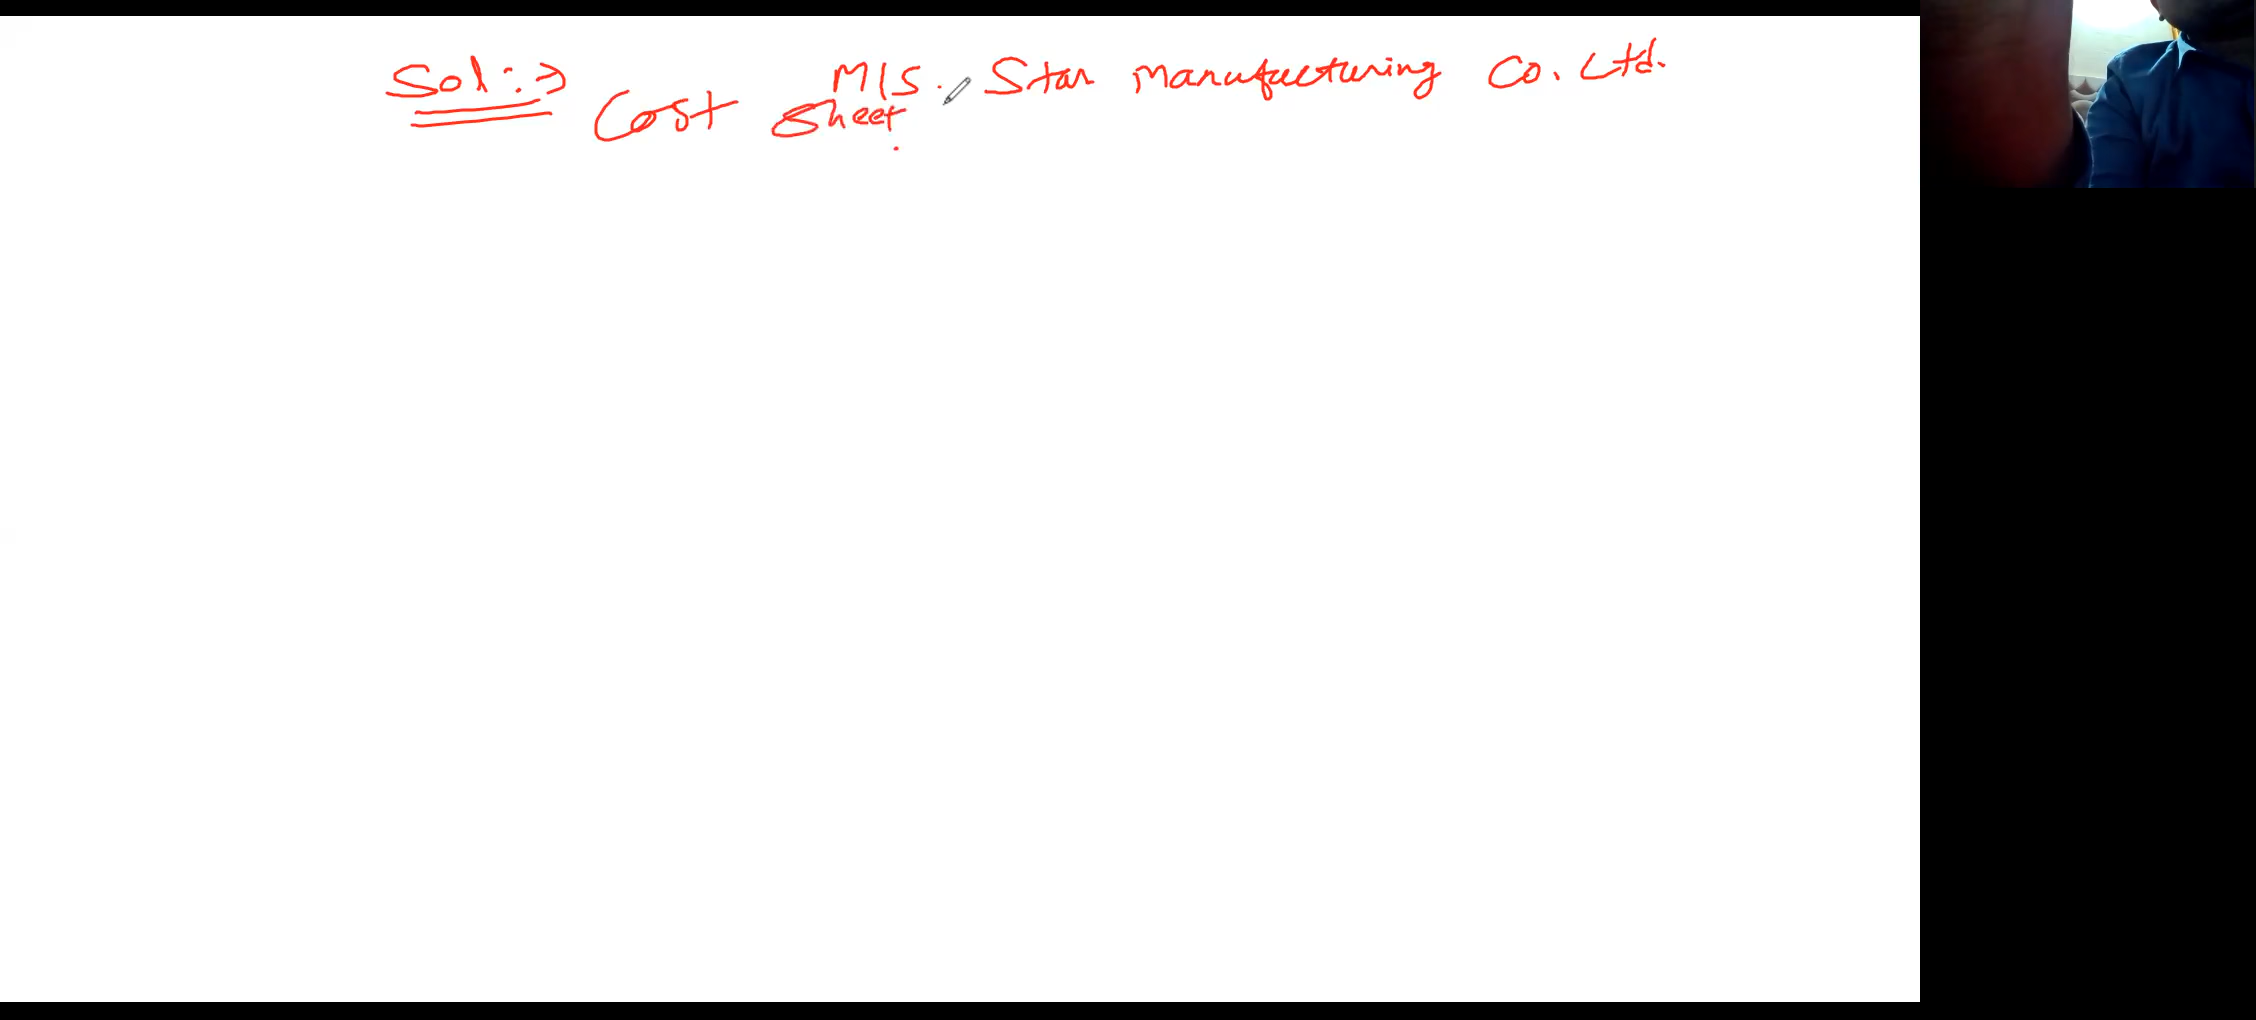 Sol :→ M/S. Star manufacturing Co. Ltd.
Cost Sheet